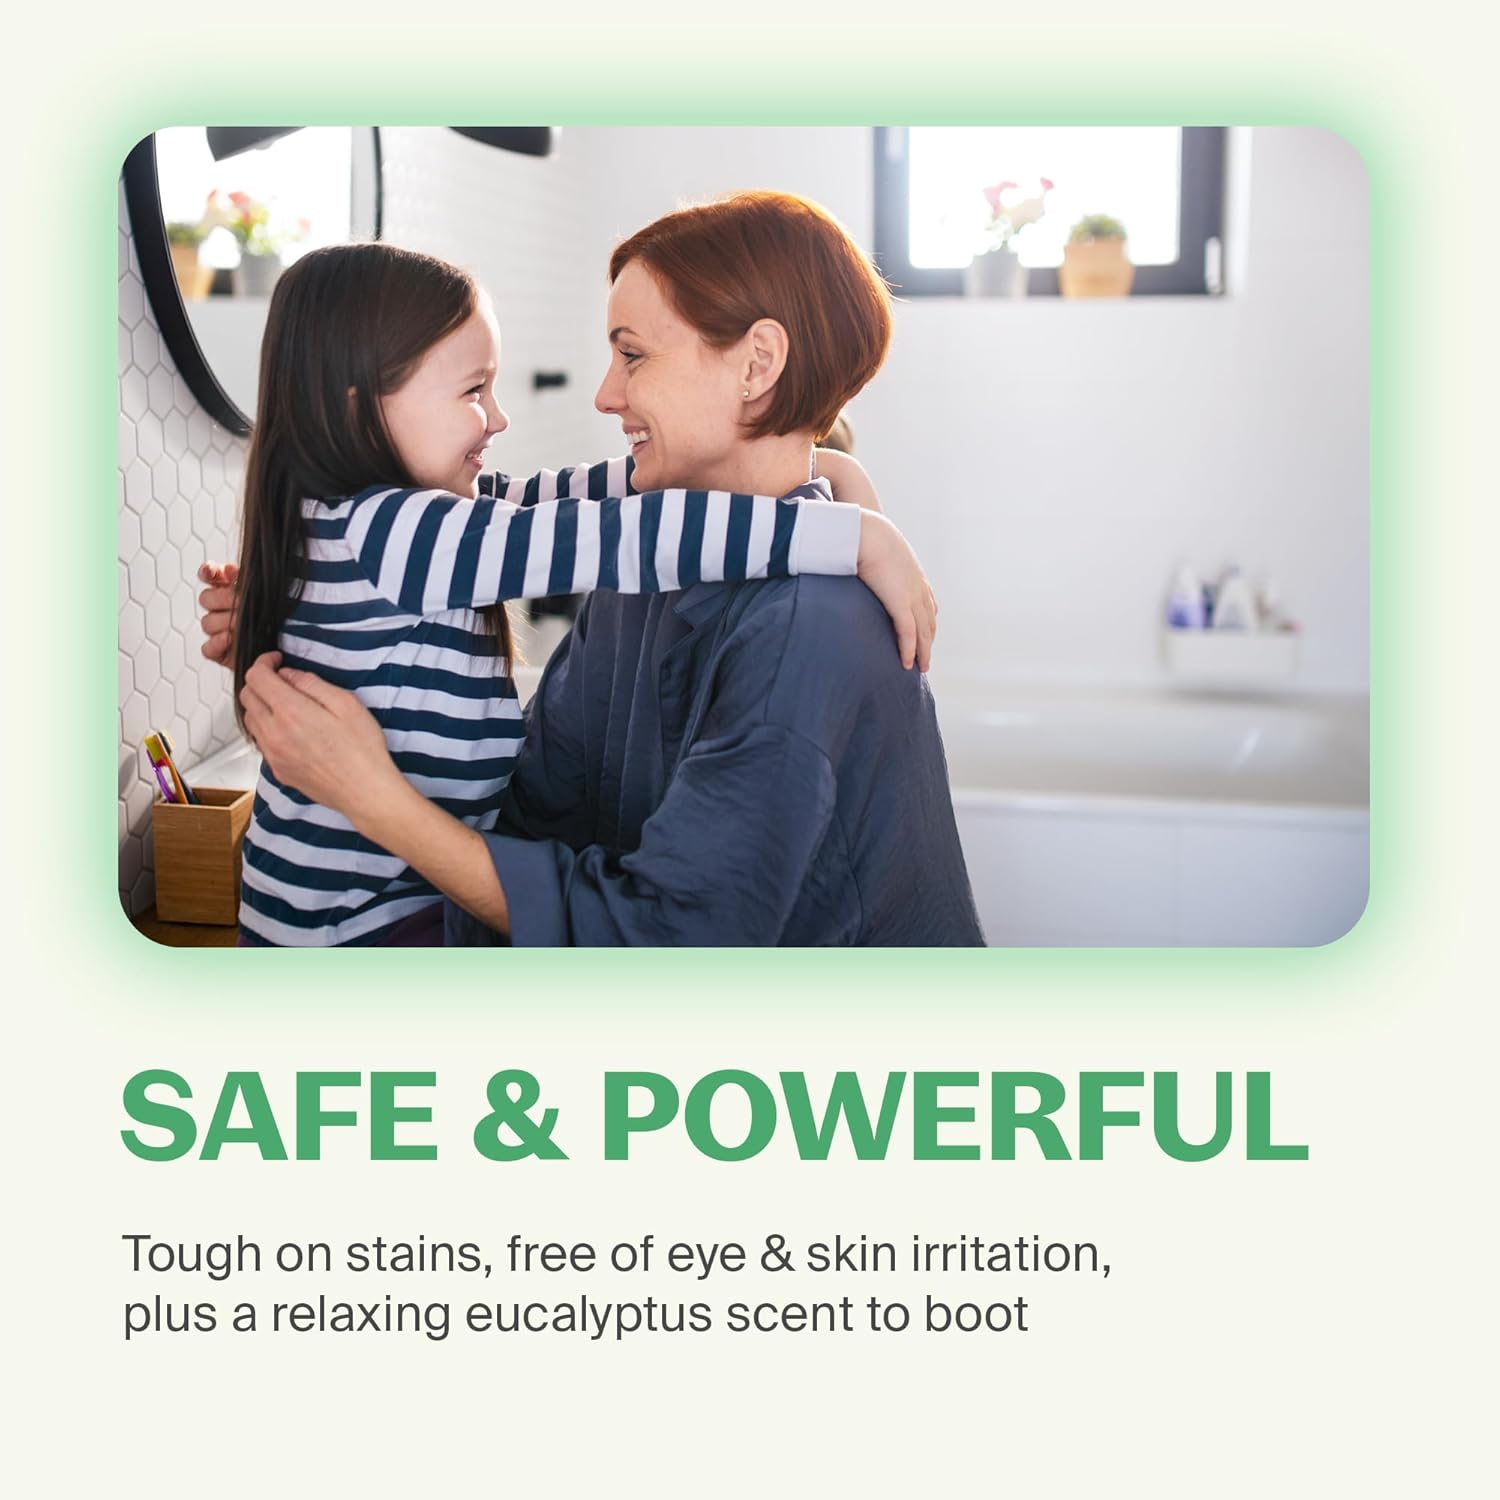 SAFE & POWERFUL
Tough on stains, free of eye & skin irritation,
plus a relaxing eucalyptus scent to boot